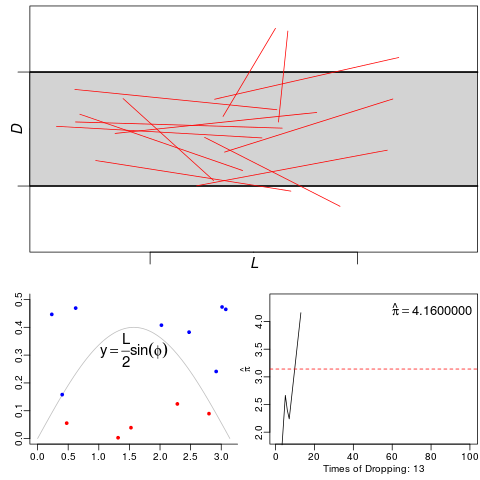 D
L
0.0 0.1 0.2 0.3 0.4 0.5
y = L/2 sin(ϕ)
0.0 0.5 1.0 1.5 2.0 2.5 3.0
π̂ = 4.1600000
π̂
2.0 2.5 3.0 3.5 4.0
0 20 40 60 80 100
Times of Dropping: 13